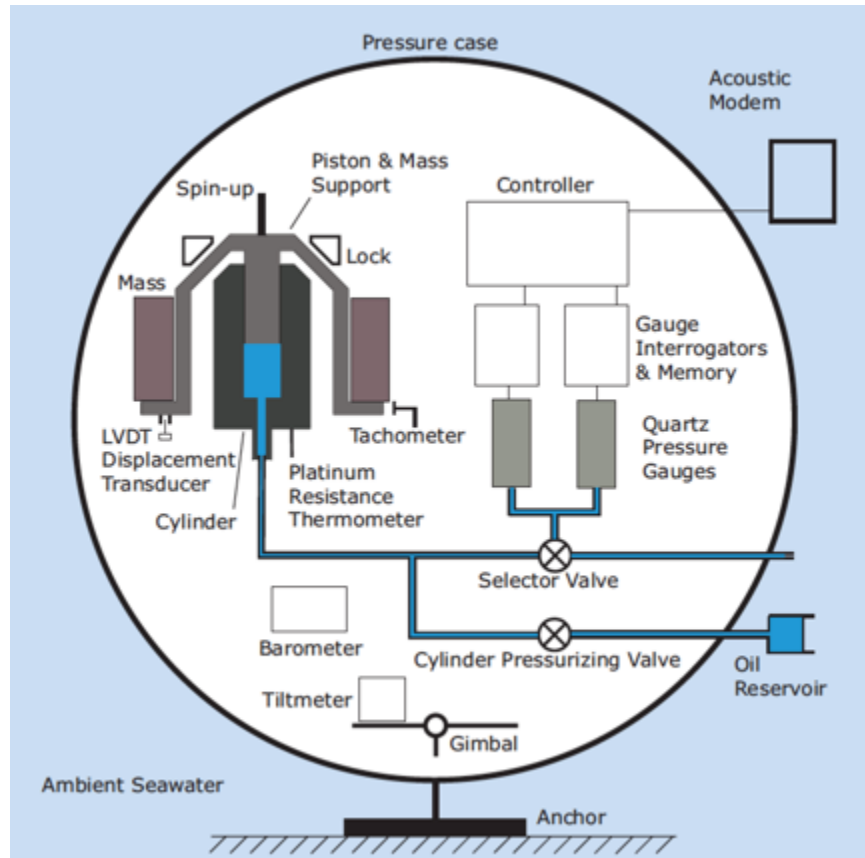 Pressure case
Acoustic
Modem
Piston & Mass
Support
Spin-up
Controller
Lock
Mass
Gauge
Interrogators
& Memory
Tachometer
Quartz
Pressure
Gauges
LVDT
Displacement
Transducer
Platinum
Resistance
Thermometer
Cylinder
Selector Valve
Barometer
Cylinder Pressurizing Valve
Oil
Reservoir
Tiltmeter
Gimbal
Ambient Seawater
Anchor